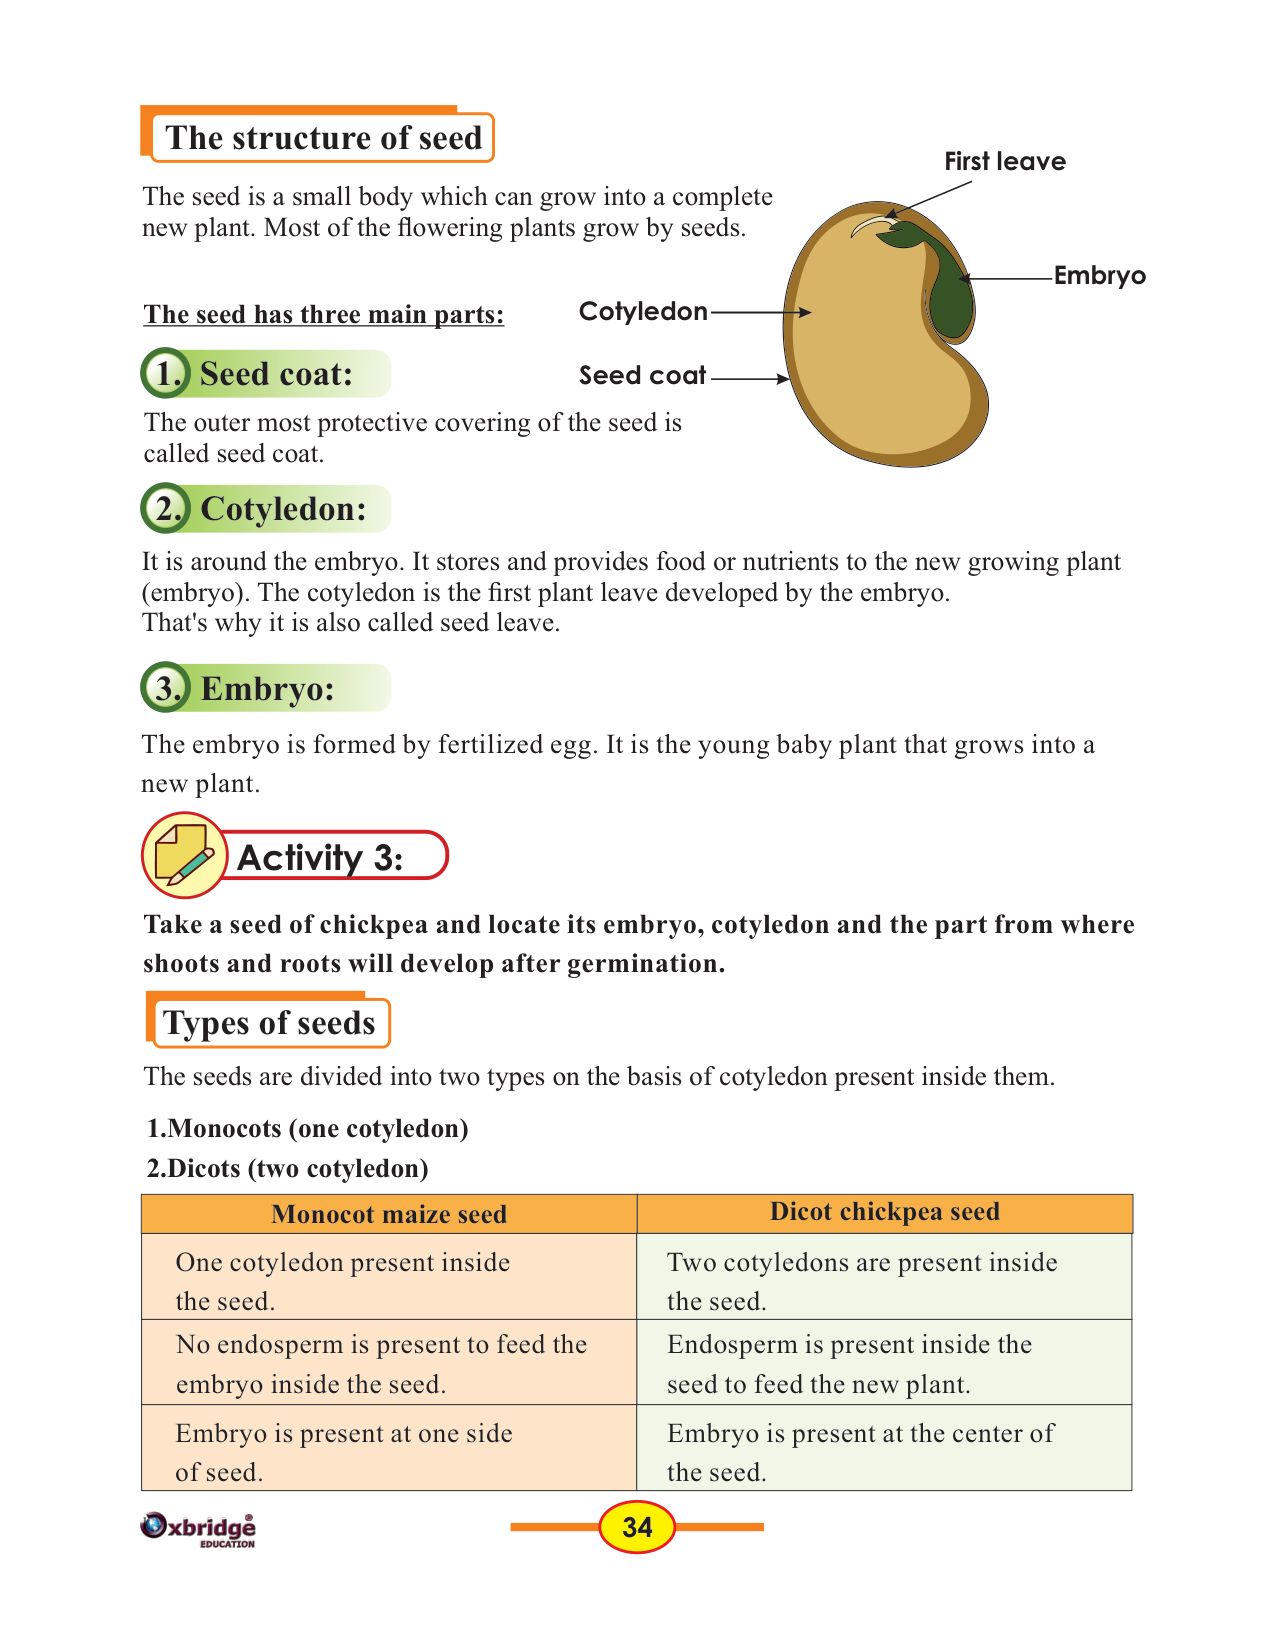 The structure of seed
First leave
The seed is a small body which can grow into a complete
new plant. Most of the flowering plants grow by seeds.
Embryo
The seed has three main parts:
Cotyledon
1. Seed coat:
Seed coat
The outer most protective covering of the seed is
called seed coat.
2. Cotyledon:
It is around the embryo. It stores and provides food or nutrients to the new growing plant
(embryo). The cotyledon is the first plant leave developed by the embryo.
That's why it is also called seed leave.
3. Embryo:
The embryo is formed by fertilized egg. It is the young baby plant that grows into a
new plant.
Activity 3:
Take a seed of chickpea and locate its embryo, cotyledon and the part from where
shoots and roots will develop after germination.
Types of seeds
The seeds are divided into two types on the basis of cotyledon present inside them.
1.Monocots (one cotyledon)
2.Dicots (two cotyledon)
Monocot maize seed
Dicot chickpea seed
One cotyledon present inside
the seed.
Two cotyledons are present inside
the seed.
No endosperm is present to feed the
embryo inside the seed.
Endosperm is present inside the
seed to feed the new plant.
Embryo is present at one side
of seed.
Embryo is present at the center of
the seed.
Oxbridge®
EDUCATION
34